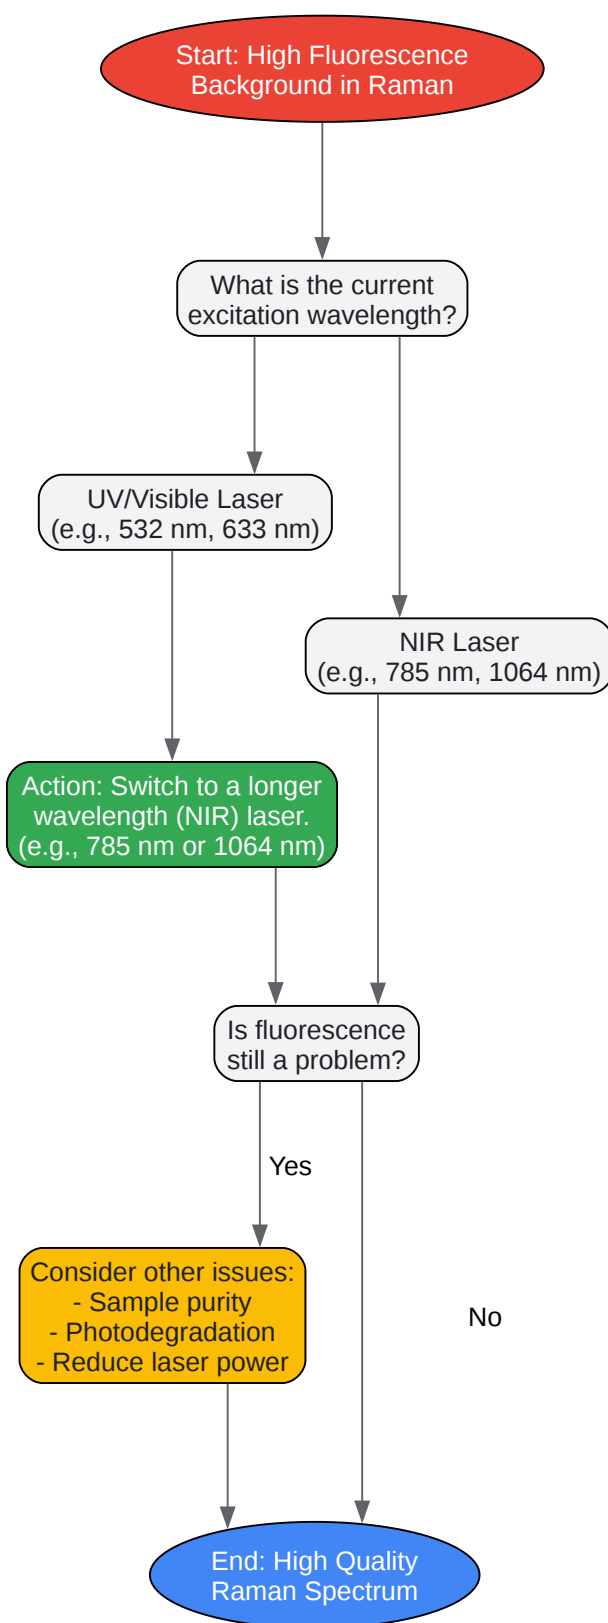 Start: High Fluorescence
Background in Raman
What is the current
excitation wavelength?
UV/Visible Laser
(e.g., 532 nm, 633 nm)
NIR Laser
(e.g., 785 nm, 1064 nm)
Action: Switch to a longer
wavelength (NIR) laser.
(e.g., 785 nm or 1064 nm)
Is fluorescence
still a problem?
Yes
Consider other issues:
- Sample purity
- Photodegradation
- Reduce laser power
No
End: High Quality
Raman Spectrum